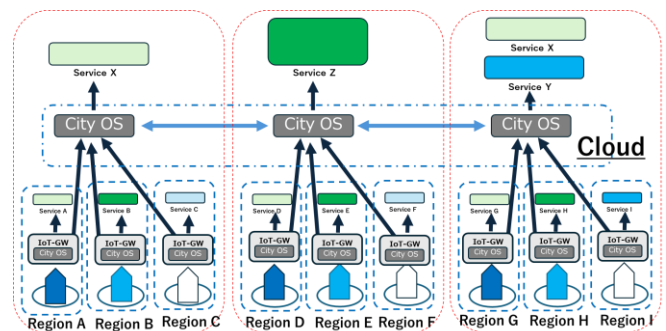 Service X
Service Z
Service X
Service Y
City OS
City OS
City OS
Cloud
Service A
Service B
Service C
Service D
Service E
Service F
Service G
Service H
Service I
IoT-GW
City OS
IoT-GW
City OS
IoT-GW
City OS
IoT-GW
City OS
IoT-GW
City OS
IoT-GW
City OS
IoT-GW
City OS
IoT-GW
City OS
IoT-GW
City OS
Region A
Region B
Region C
Region D
Region E
Region F
Region G
Region H
Region I